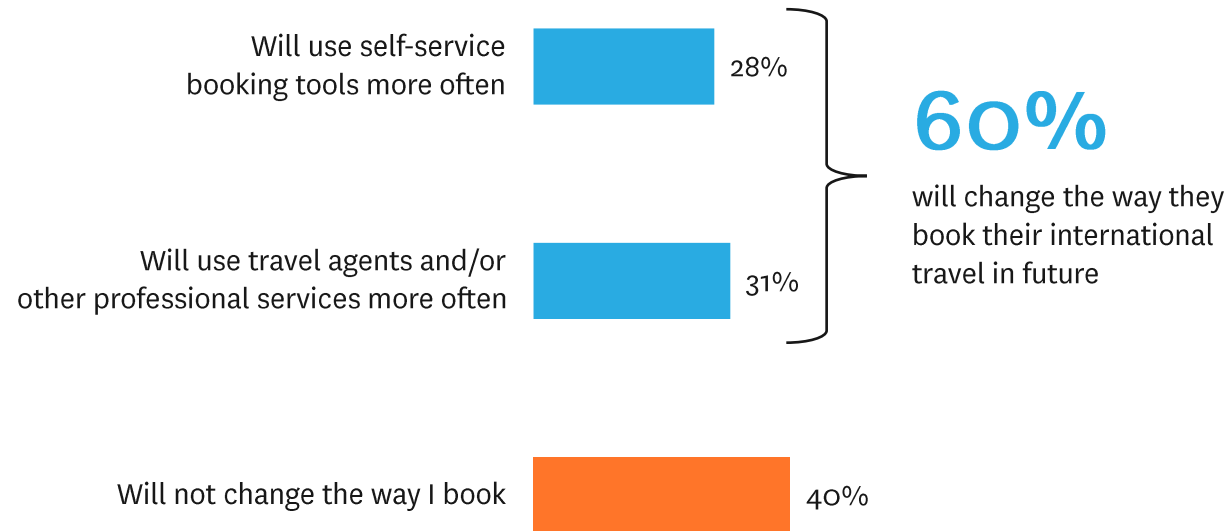 Will use self-service
booking tools more often
28%
60%
will change the way they
book their international
travel in future
Will use travel agents and/or
other professional services more often
31%
Will not change the way I book
40%